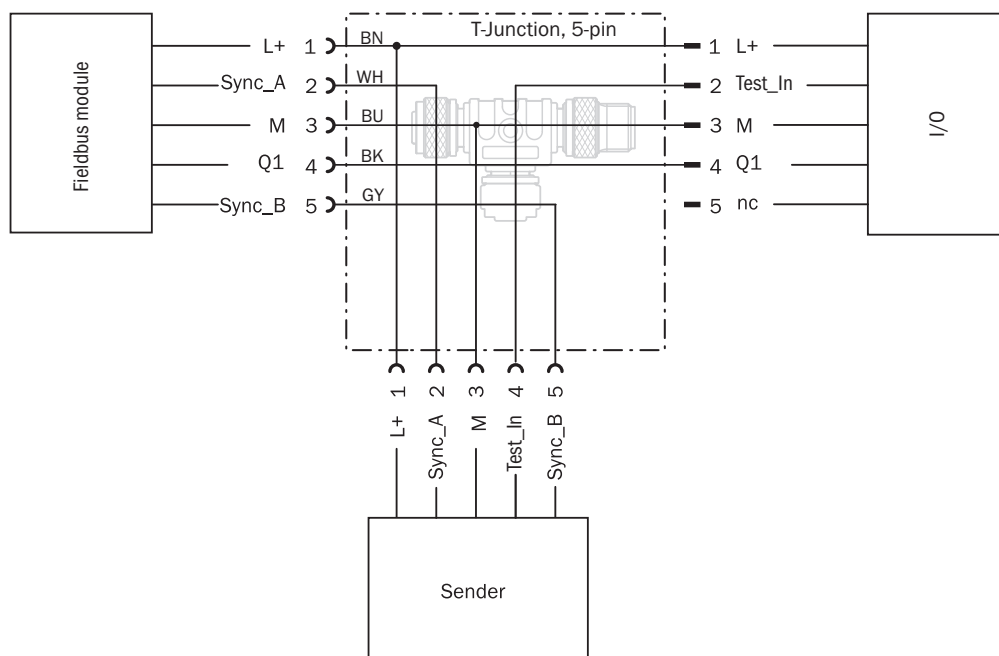 T-Junction, 5-pin
Fieldbus module
L+ 1 BN
Sync_A 2 WH
M 3 BU
Q1 4 BK
Sync_B 5 GY
1 L+
2 Test_In
3 M
4 Q1
5 nc
I/O
1 2 3 4 5
L+ Sync_A M Test_In Sync_B
Sender